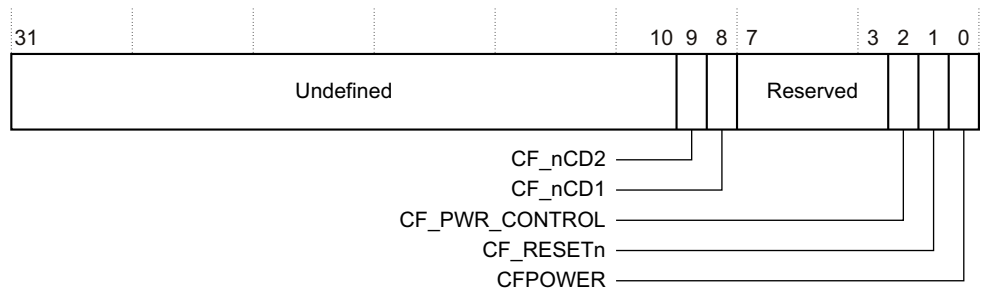 31 10 9 8 7 3 2 1 0
Undefined Reserved
CF_nCD2
CF_nCD1
CF_PWR_CONTROL
CF_RESETn
CFPOWER